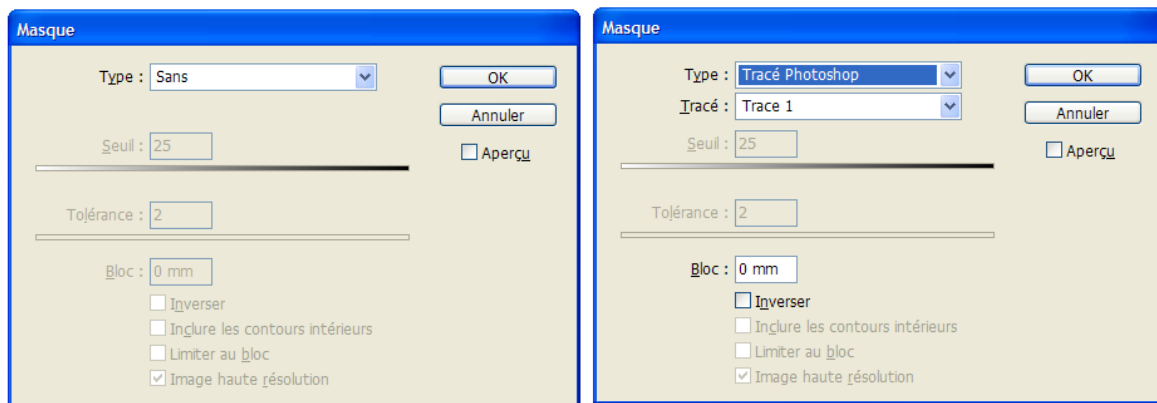 Masque
Type : Sans
OK
Annuler
Seuil : 25
Aperçu
Tolérance : 2
Bloc : 0 mm
Inverser
Inclure les contours intérieurs
Limiter au bloc
Image haute résolution
Masque
Type : Tracé Photoshop
OK
Tracé : Trace 1
Annuler
Seuil : 25
Aperçu
Tolérance : 2
Bloc : 0 mm
Inverser
Inclure les contours intérieurs
Limiter au bloc
Image haute résolution